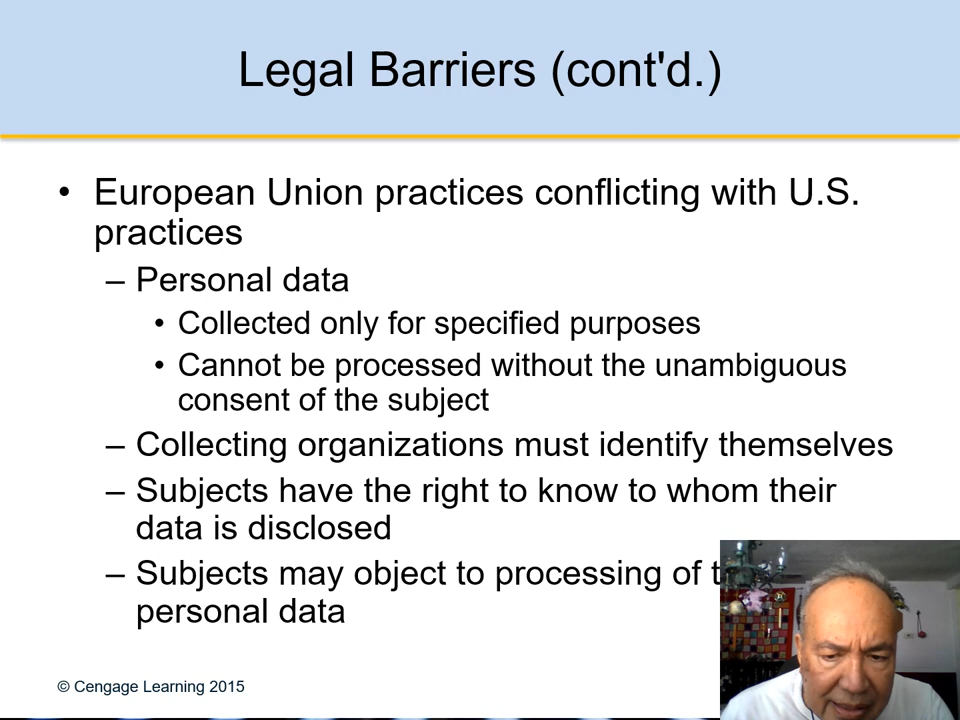 Legal Barriers (cont'd.)
• European Union practices conflicting with U.S.
practices
– Personal data
• Collected only for specified purposes
• Cannot be processed without the unambiguous
consent of the subject
– Collecting organizations must identify themselves
– Subjects have the right to know to whom their
data is disclosed
– Subjects may object to processing of
personal data
© Cengage Learning 2015